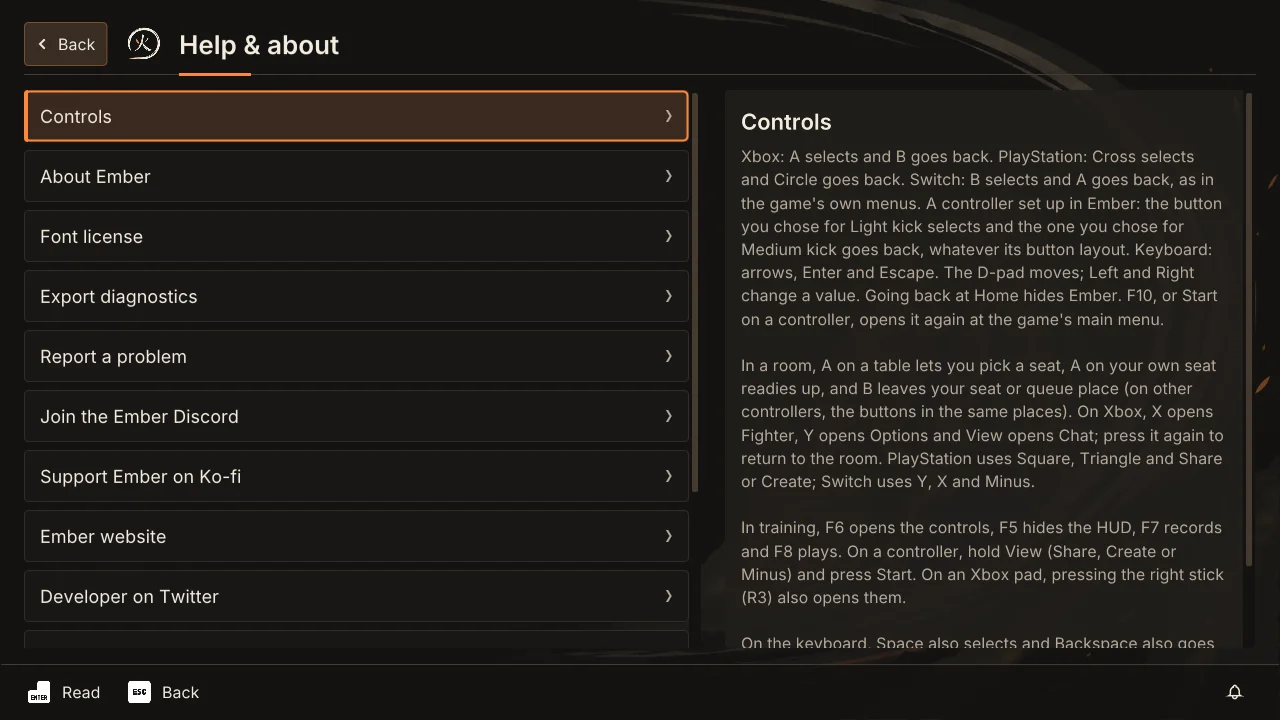 Back
火
Help & about
Controls
About Ember
Font license
Export diagnostics
Report a problem
Join the Ember Discord
Support Ember on Ko-fi
Ember website
Developer on Twitter
Controls
Xbox: A selects and B goes back. PlayStation: Cross selects
and Circle goes back. Switch: B selects and A goes back, as in
the game's own menus. A controller set up in Ember: the button
you chose for Light kick selects and the one you chose for
Medium kick goes back, whatever its button layout. Keyboard:
arrows, Enter and Escape. The D-pad moves; Left and Right
change a value. Going back at Home hides Ember. F10, or Start
on a controller, opens it again at the game's main menu.
In a room, A on a table lets you pick a seat, A on your own seat
readies up, and B leaves your seat or queue place (on other
controllers, the buttons in the same places). On Xbox, X opens
Fighter, Y opens Options and View opens Chat; press it again to
return to the room. PlayStation uses Square, Triangle and Share
or Create; Switch uses Y, X and Minus.
In training, F6 opens the controls, F5 hides the HUD, F7 records
and F8 plays. On a controller, hold View (Share, Create or
Minus) and press Start. On an Xbox pad, pressing the right stick
(R3) also opens them.
On the keyboard, Space also selects and Backspace also goes
ENTER Read ESC Back